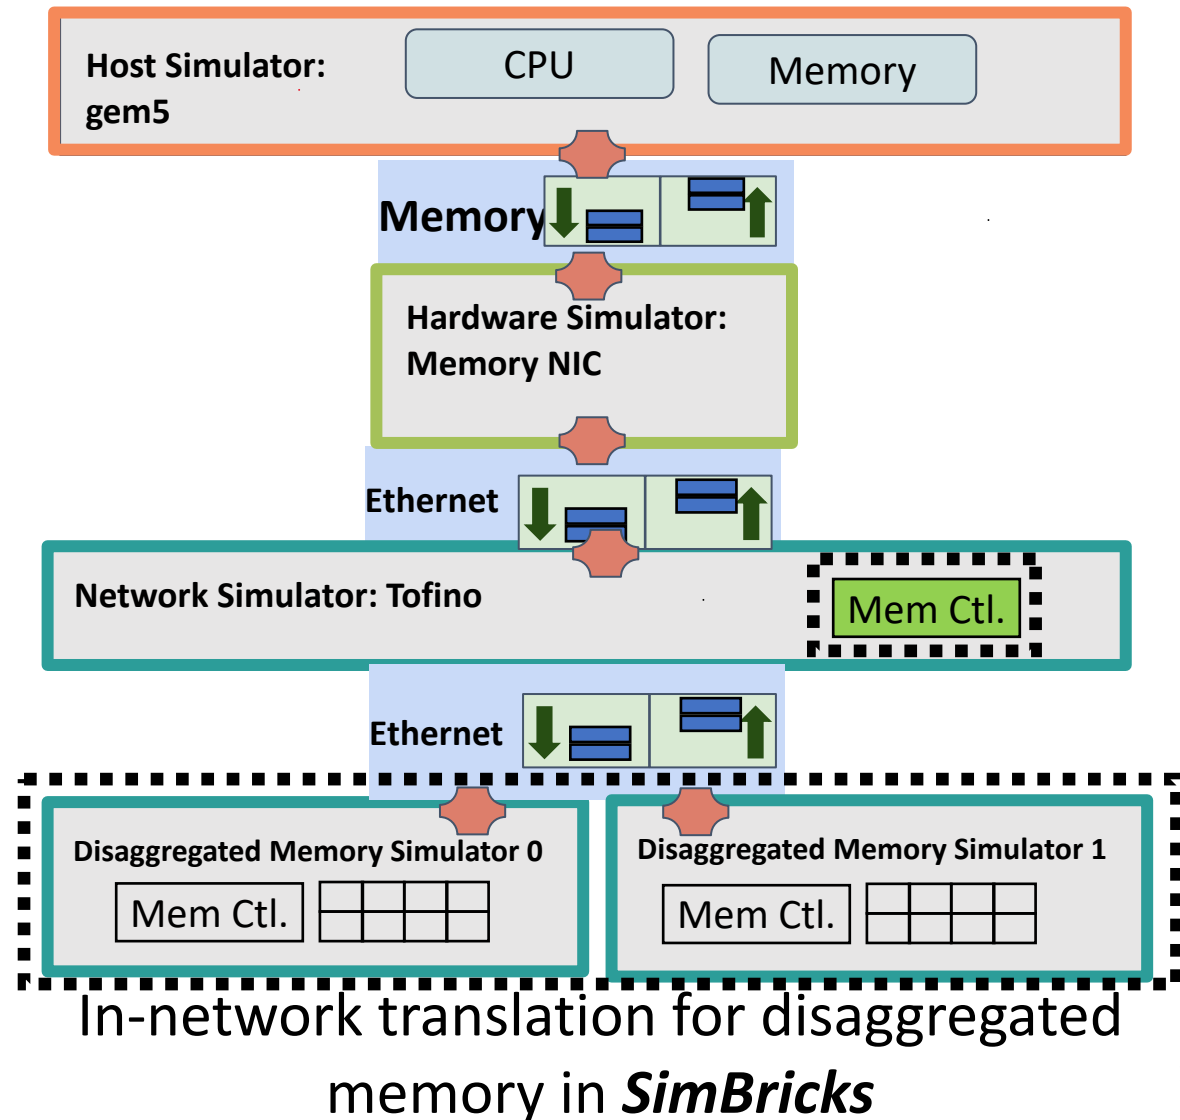 Host Simulator:
gem5
CPU
Memory
Memory
Hardware Simulator:
Memory NIC
Ethernet
Network Simulator: Tofino
Mem Ctl.
Ethernet
Disaggregated Memory Simulator 0
Mem Ctl.
Disaggregated Memory Simulator 1
Mem Ctl.
In-network translation for disaggregated
memory in SimBricks